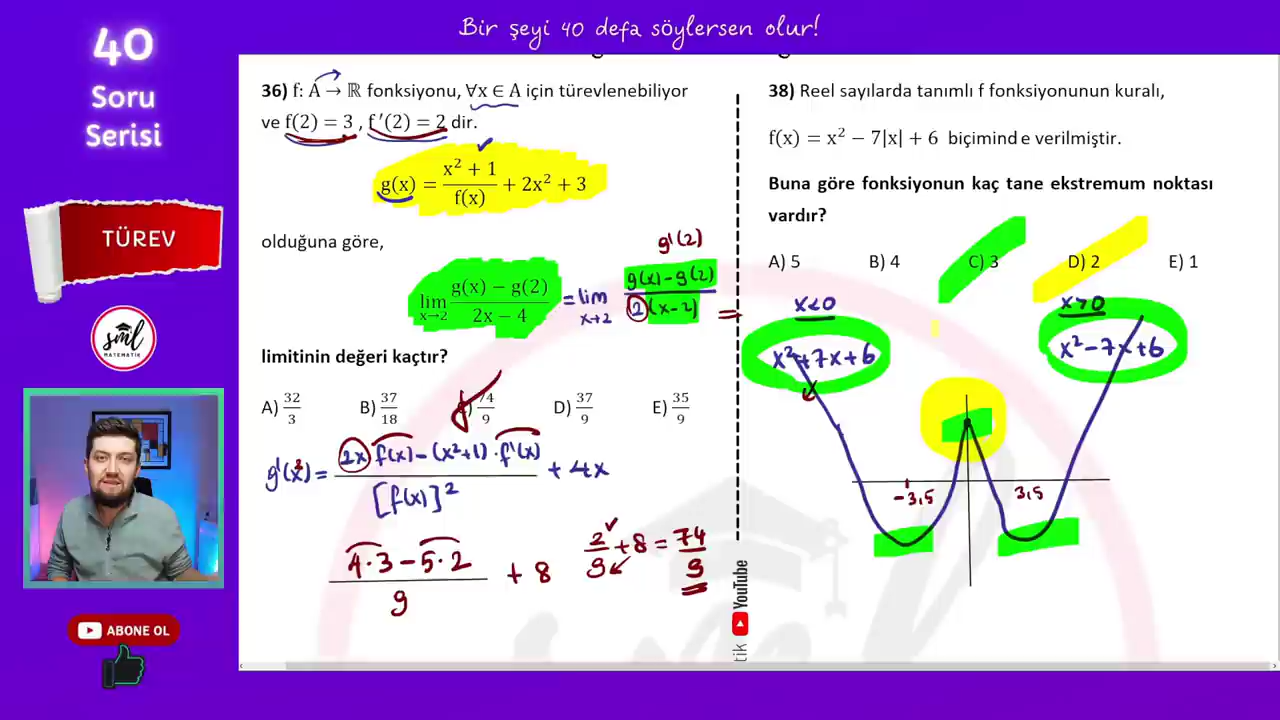 Bir şeyi 40 defa söylersen olur!
40
Soru
Serisi
TÜREV
sml
MATEMATİK
ABONE OL
36) f: A → ℝ fonksiyonu, ∀x ∈ A için türevlenebiliyor
ve f(2) = 3 , f'(2) = 2 dir.
g(x) = (x² + 1)/f(x) + 2x² + 3
olduğuna göre,
g'(2)
lim x→2 (g(x) − g(2))/(2x − 4) = lim x→2 (g(x) − g(2))/(2(x−2)) =
limitinin değeri kaçtır?
A) 32/3 B) 37/18 74/9 D) 37/9 E) 35/9
= (2x f(x) − (x²+1) · f'(x))/[f(x)]² + 4x
(4·3 − 5·2)/9 + 8
2/9 + 8 = 74/9
tik YouTube
38) Reel sayılarda tanımlı f fonksiyonunun kuralı,
f(x) = x² − 7|x| + 6 biçiminde verilmiştir.
Buna göre fonksiyonun kaç tane ekstremum noktası
vardır?
A) 5 B) 4 C) 3 D) 2 E) 1
x<0 x>0
x²+7x+6 x²−7x+6
−3,5 3,5